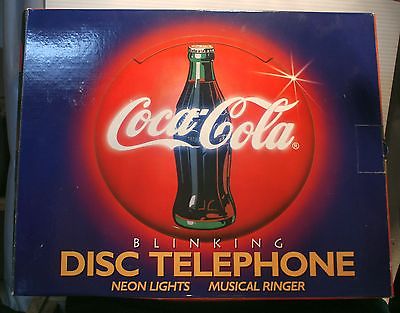 Coca-Cola®
BLINKING
DISC TELEPHONE
NEON LIGHTS MUSICAL RINGER